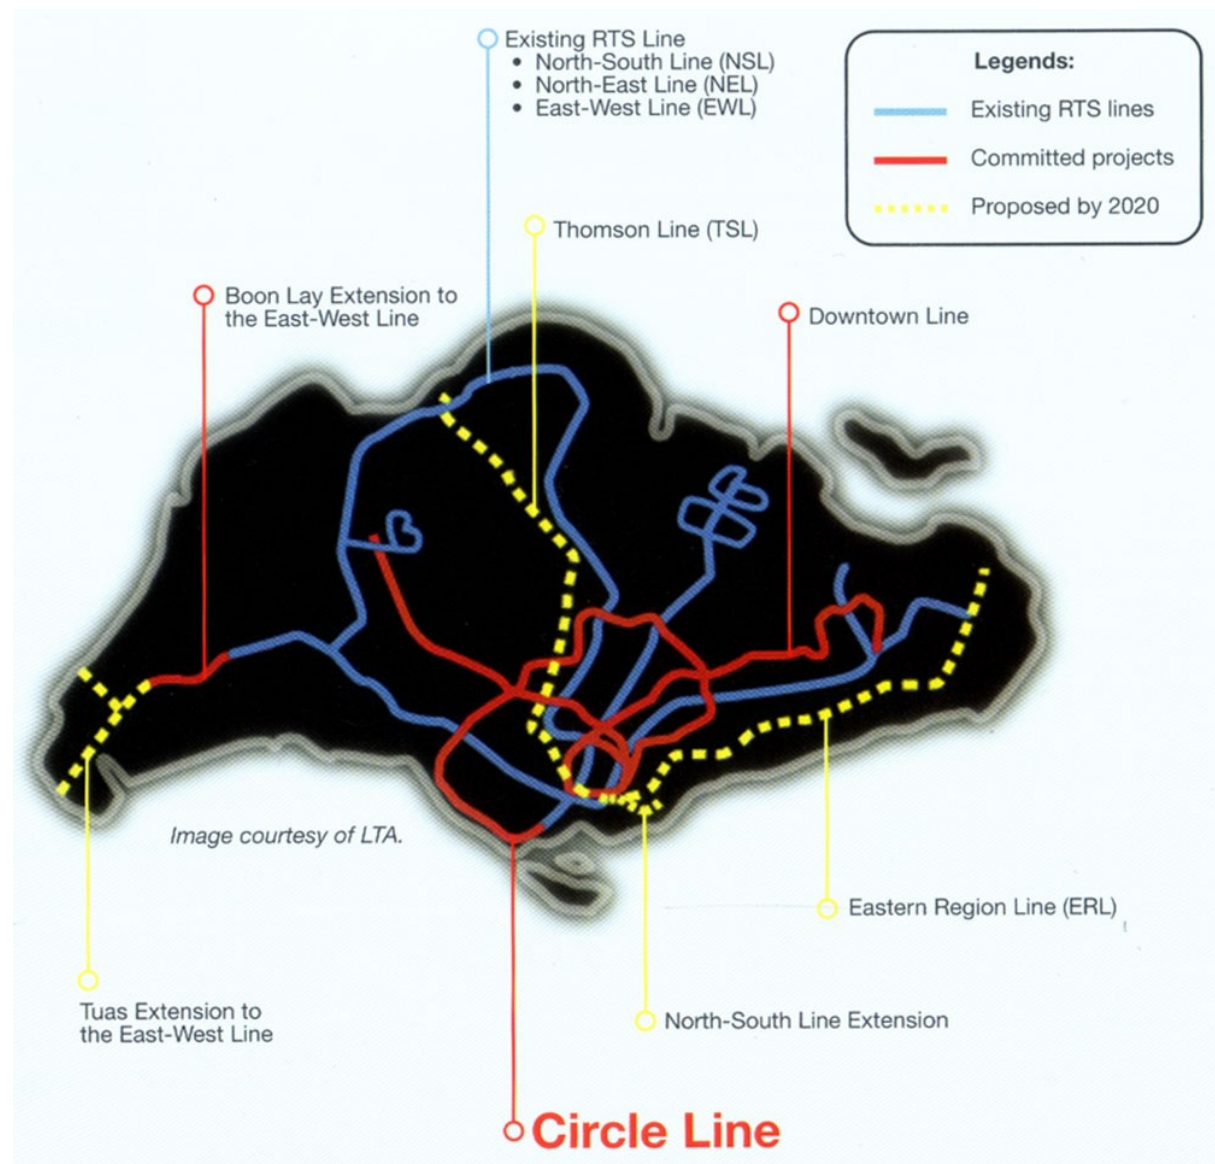 Existing RTS Line
• North-South Line (NSL)
• North-East Line (NEL)
• East-West Line (EWL)
Legends:
Existing RTS lines
Committed projects
Proposed by 2020
Thomson Line (TSL)
Boon Lay Extension to
the East-West Line
Downtown Line
Image courtesy of LTA.
Eastern Region Line (ERL)
Tuas Extension to
the East-West Line
North-South Line Extension
Circle Line